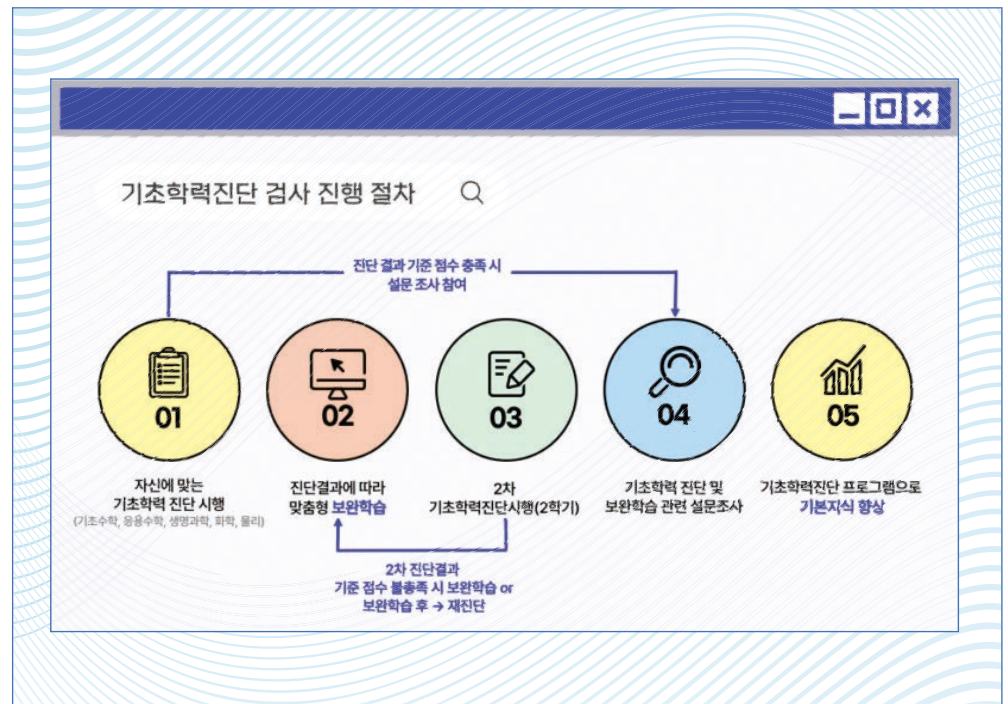 기초학력진단 검사 진행 절차
진단 결과 기준 점수 충족 시
설문 조사 참여
01
02
03
04
05
자신에 맞는
기초학력 진단 시행
(기초수학, 응용수학, 생명과학, 화학, 물리)
진단결과에 따라
맞춤형 보완학습
2차
기초학력진단시행(2학기)
기초학력 진단 및
보완학습 관련 설문조사
기초학력진단 프로그램으로
기본지식 향상
2차 진단결과
기준 점수 불충족 시 보완학습 or
보완학습 후 → 재진단